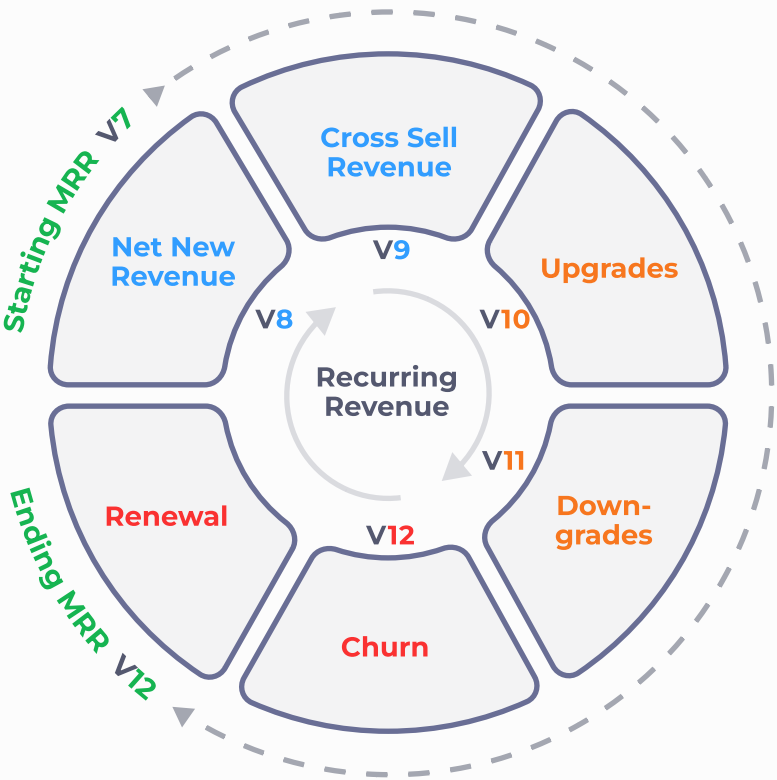 Starting MRR V7
Cross Sell
Revenue
V9
Net New
Revenue
V8
Upgrades
V10
Recurring
Revenue
V11
Down-
grades
Renewal
V12
Churn
Ending MRR V12